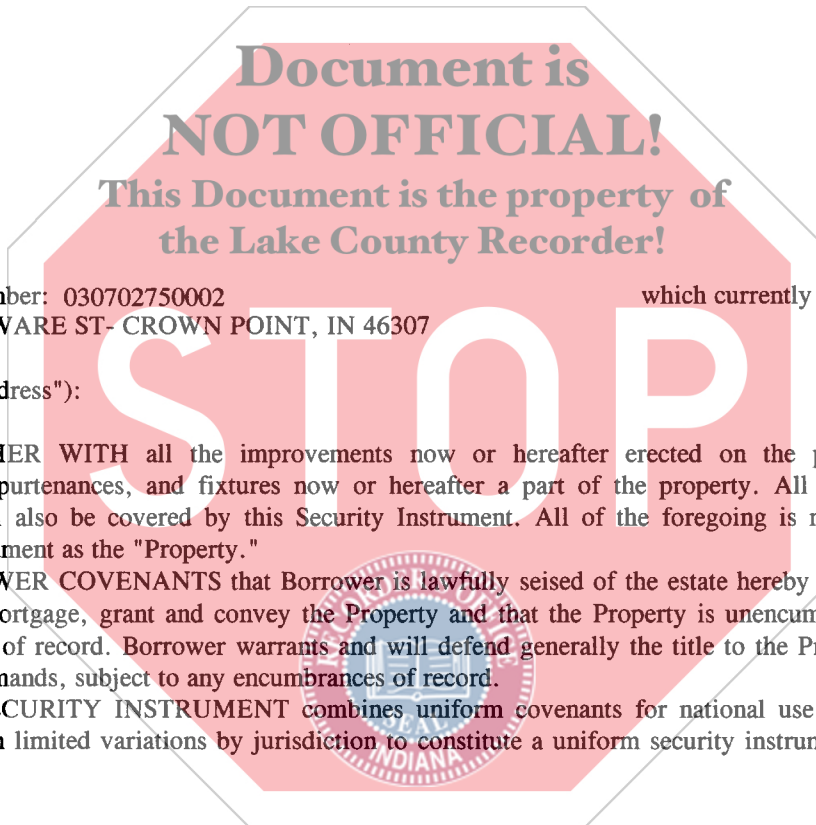 Document is
NOT OFFICIAL!
This Document is the property of
the Lake County Recorder!
nber: 030702750002 which currently
WARE ST- CROWN POINT, IN 46307
dress"):
STOP
IER WITH all the improvements now or hereafter erected on the p
purtenances, and fixtures now or hereafter a part of the property. All
also be covered by this Security Instrument. All of the foregoing is r
ment as the "Property."
WER COVENANTS that Borrower is lawfully seised of the estate hereby
ortgage, grant and convey the Property and that the Property is unencum
of record. Borrower warrants and will defend generally the title to the Pr
mands, subject to any encumbrances of record.
CURITY INSTRUMENT combines uniform covenants for national use
limited variations by jurisdiction to constitute a uniform security instrum
SEAL
INDIANA